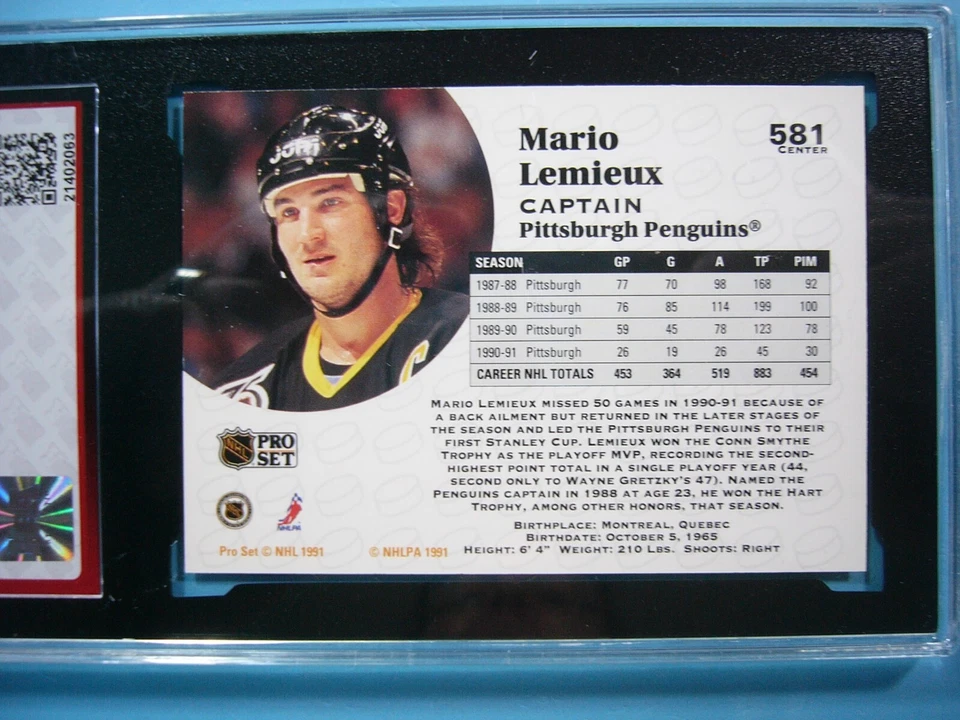 21402063
Jofa
75
C
Mario
Lemieux
CAPTAIN
Pittsburgh Penguins®
581
CENTER
SEASON GP G A TP PIM
1987-88 Pittsburgh 77 70 98 168 92
1988-89 Pittsburgh 76 85 114 199 100
1989-90 Pittsburgh 59 45 78 123 78
1990-91 Pittsburgh 26 19 26 45 30
CAREER NHL TOTALS 453 364 519 883 454
MARIO LEMIEUX MISSED 50 GAMES IN 1990-91 BECAUSE OF
A BACK AILMENT BUT RETURNED IN THE LATER STAGES OF
THE SEASON AND LED THE PITTSBURGH PENGUINS TO THEIR
FIRST STANLEY CUP. LEMIEUX WON THE CONN SMYTHE
TROPHY AS THE PLAYOFF MVP, RECORDING THE SECOND-
HIGHEST POINT TOTAL IN A SINGLE PLAYOFF YEAR (44,
SECOND ONLY TO WAYNE GRETZKY'S 47). NAMED THE
PENGUINS CAPTAIN IN 1988 AT AGE 23, HE WON THE HART
TROPHY, AMONG OTHER HONORS, THAT SEASON.
BIRTHPLACE: MONTREAL, QUEBEC
BIRTHDATE: OCTOBER 5, 1965
HEIGHT: 6' 4" WEIGHT: 210 LBS. SHOOTS: RIGHT
NHL PRO
SET
NHLPA
Pro Set © NHL 1991 © NHLPA 1991